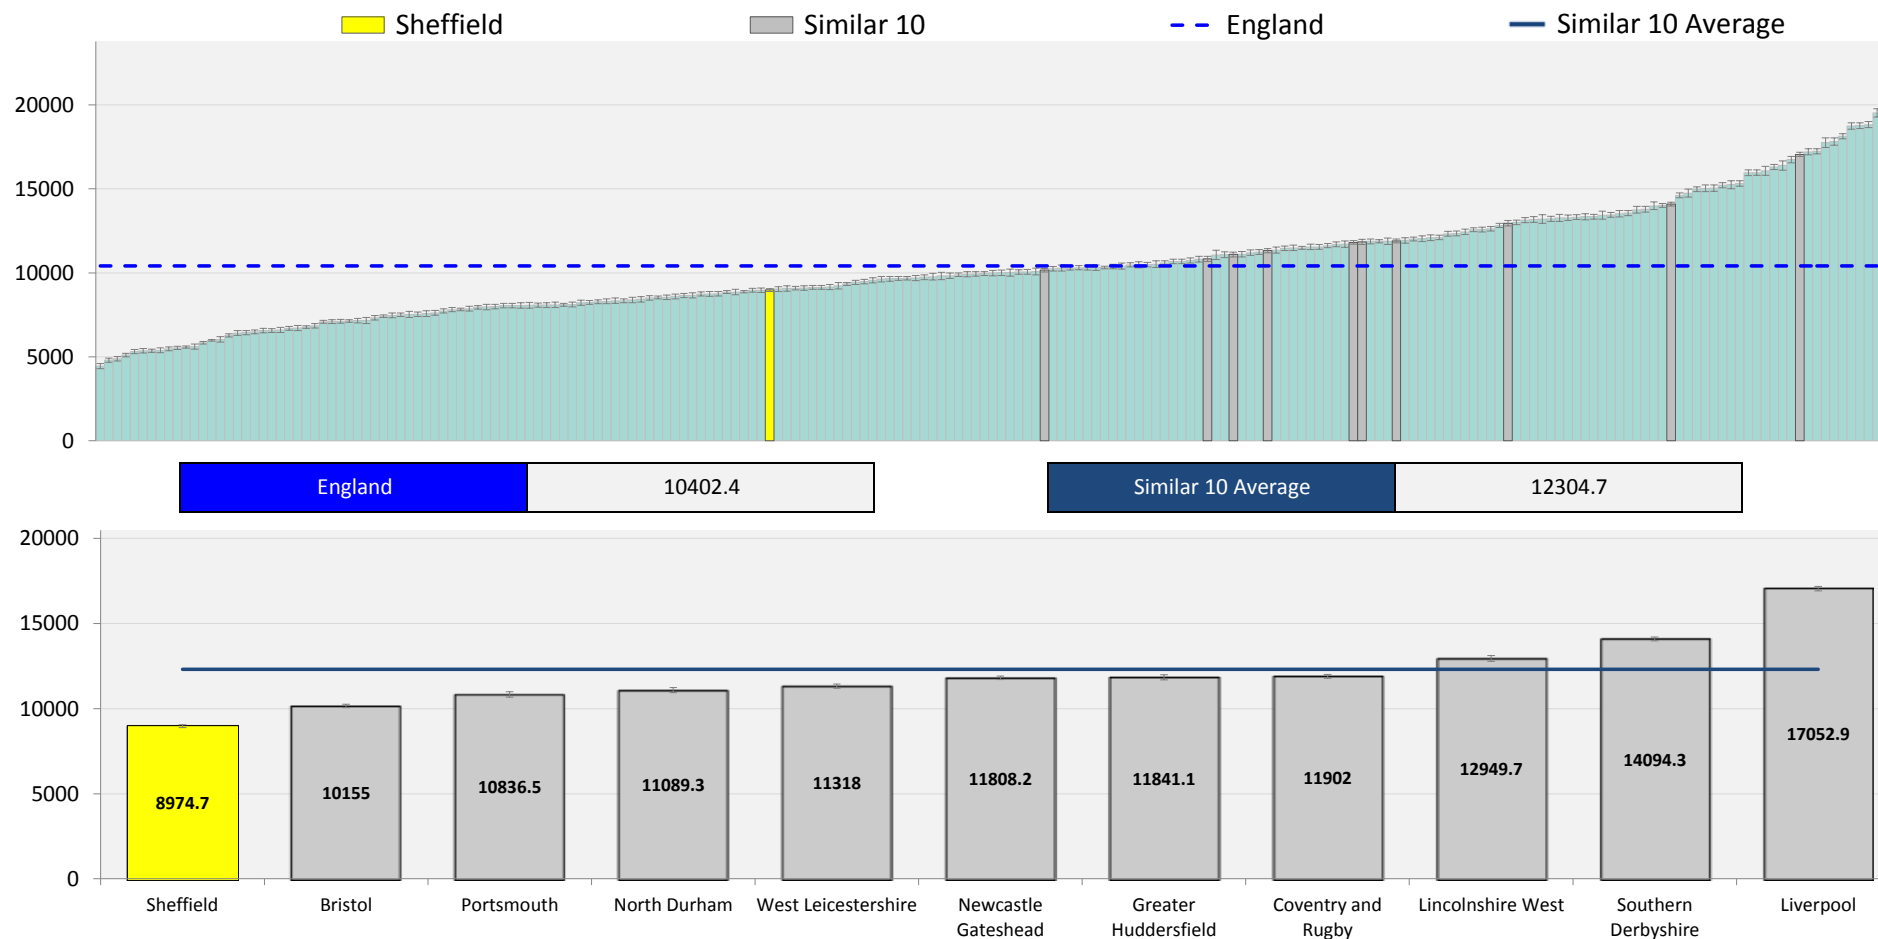 Sheffield
Similar 10
England
Similar 10 Average
20000
15000
10000
5000
0
England
10402.4
Similar 10 Average
12304.7
20000
15000
10000
5000
0
8974.7
10155
10836.5
11089.3
11318
11808.2
11841.1
11902
12949.7
14094.3
17052.9
Sheffield
Bristol
Portsmouth
North Durham
West Leicestershire
Newcastle
Gateshead
Greater
Huddersfield
Coventry and
Rugby
Lincolnshire West
Southern
Derbyshire
Liverpool